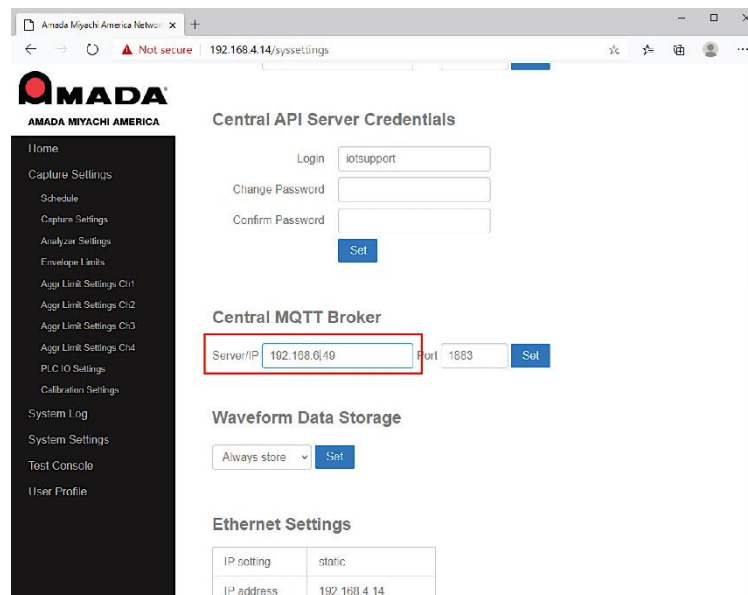 Amada Miyachi America Networ
Not secure 192.168.4.14/syssettings
AMADA
AMADA MIYACHI AMERICA
Home
Capture Settings
Schedule
Capture Settings
Analyzer Settings
Envelope Limits
Aggr Limit Settings Ch1
Aggr Limit Settings Ch2
Aggr Limit Settings Ch3
Aggr Limit Settings Ch4
PLC IO Settings
Calibration Settings
System Log
System Settings
Test Console
User Profile
Central API Server Credentials
Login iotsupport
Change Password
Confirm Password
Set
Central MQTT Broker
Server/IP 192.168.6.49 Port 1883 Set
Waveform Data Storage
Always store Set
Ethernet Settings
IP setting static
IP address 192.168.4.14